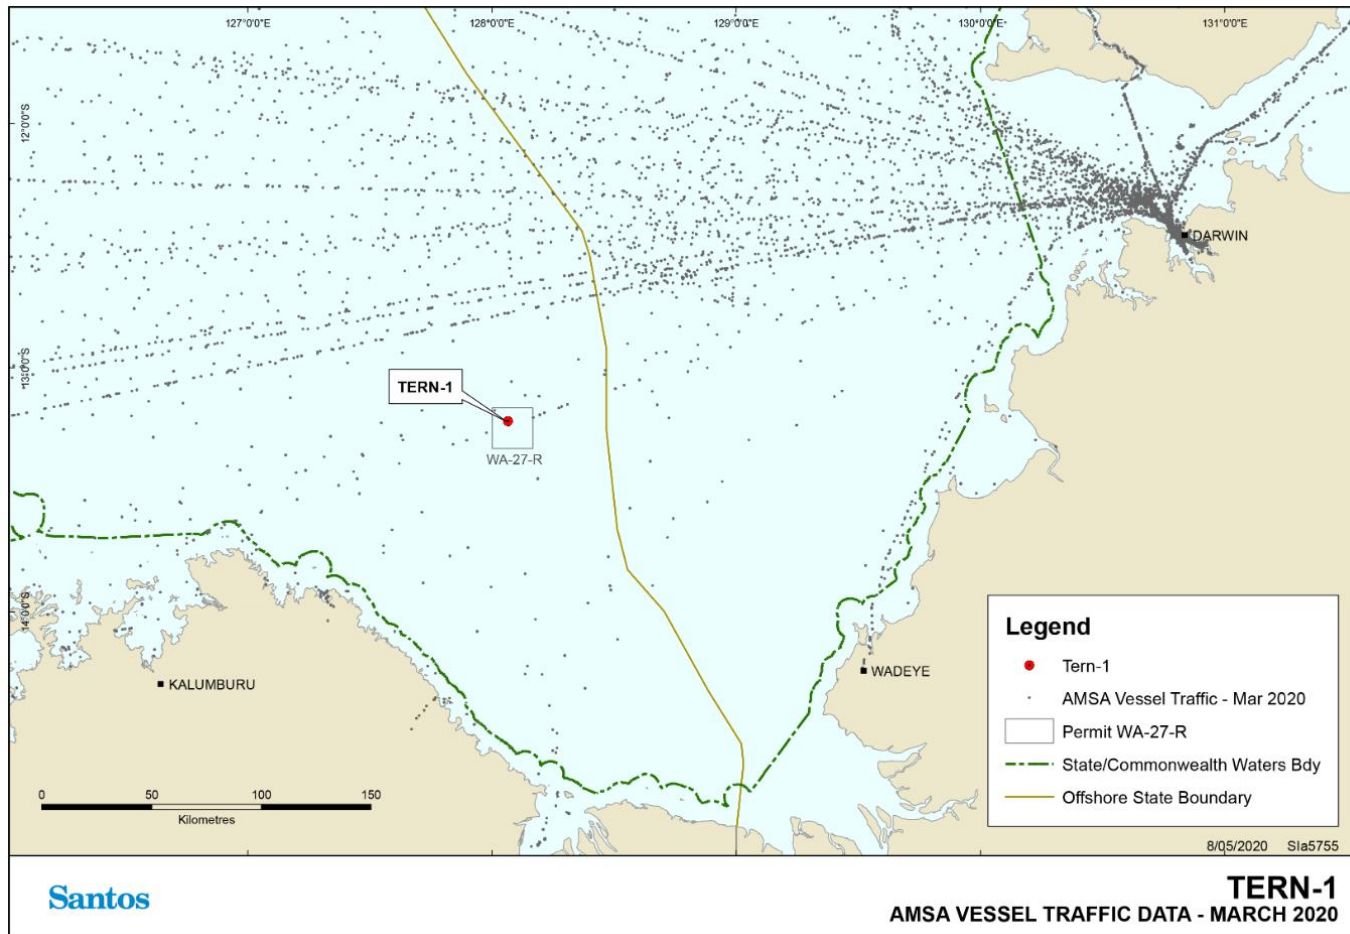 127°0'0"E
128°0'0"E
129°0'0"E
130°0'0"E
131°0'0"E
12°0'0"S
13°0'0"S
14°0'0"S
DARWIN
TERN-1
WA-27-R
KALUMBURU
WADEYE
0 50 100 150
Kilometres
Legend
Tern-1
AMSA Vessel Traffic - Mar 2020
Permit WA-27-R
State/Commonwealth Waters Bdy
Offshore State Boundary
8/05/2020 Sla5755
Santos
TERN-1
AMSA VESSEL TRAFFIC DATA - MARCH 2020